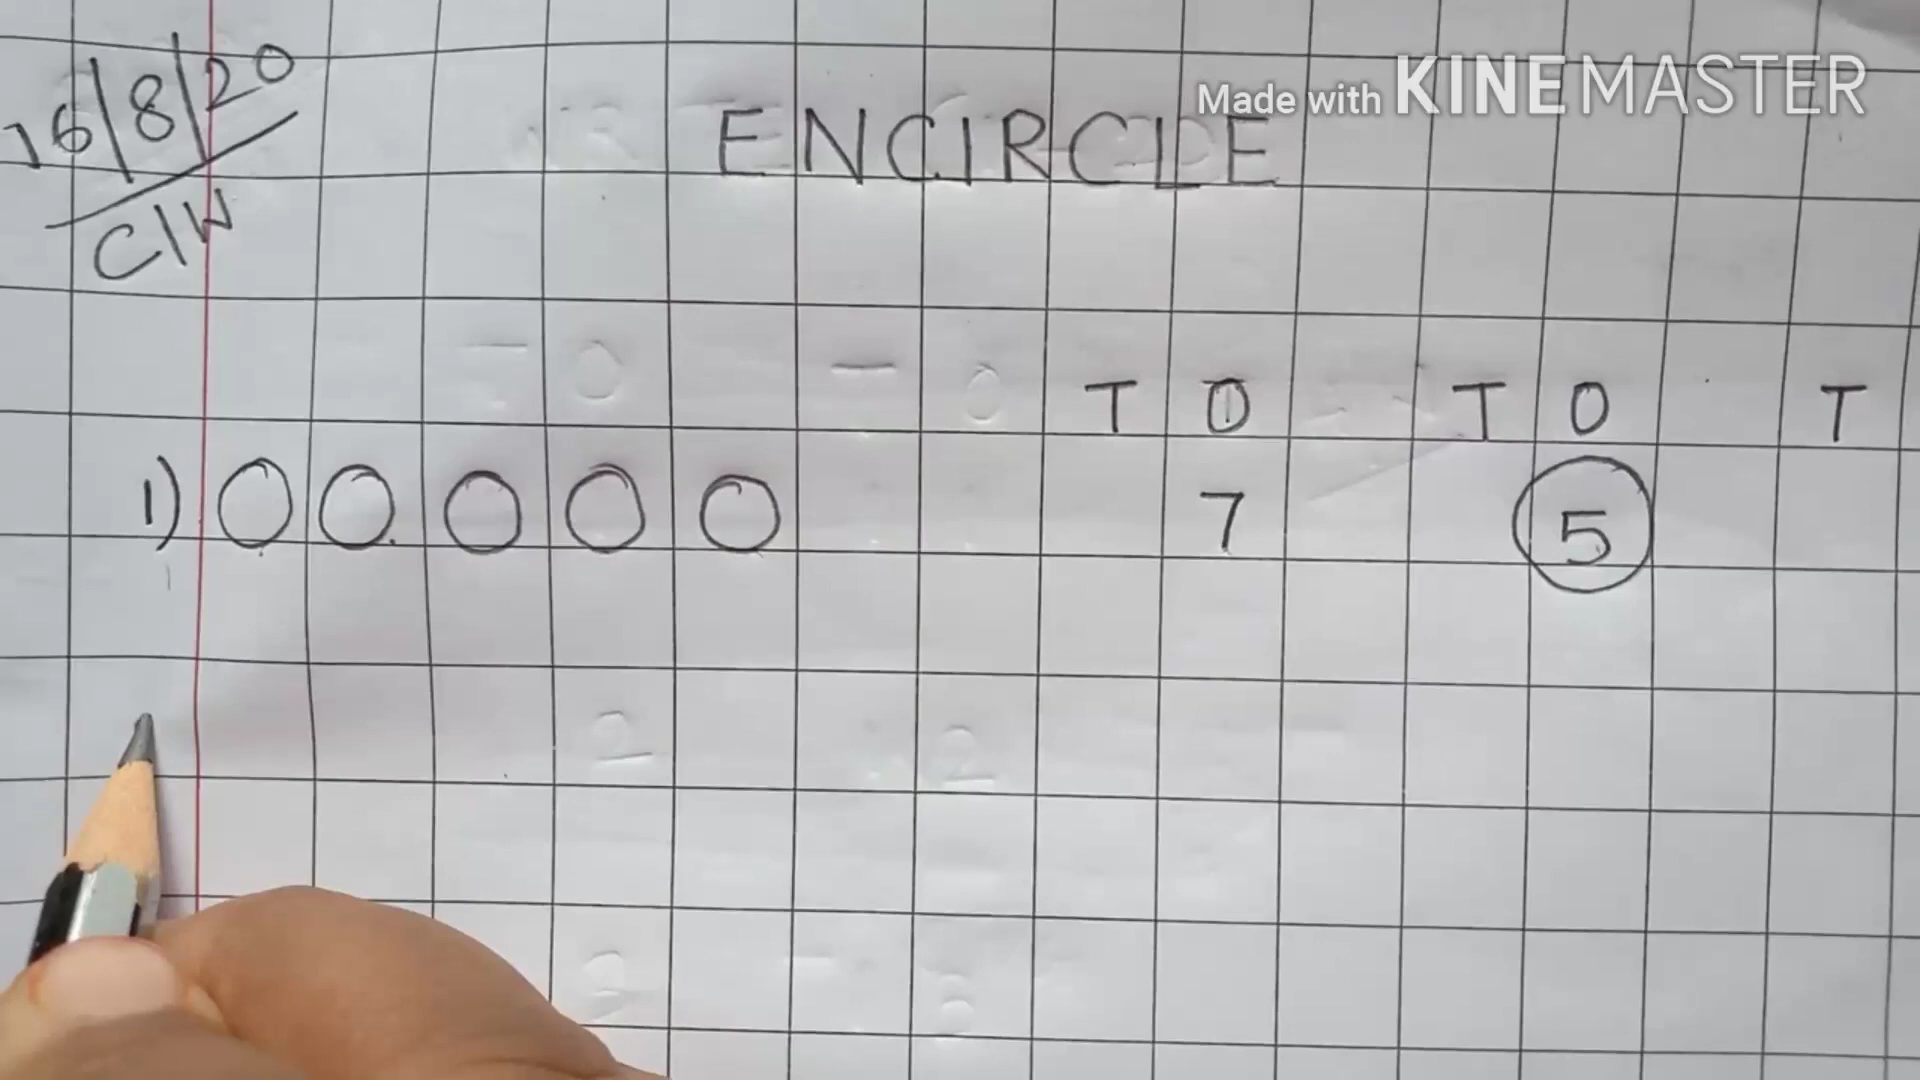 16/8/20
C/W
Made with KINEMASTER
ENCIRCLE
T O T O T
1) 7 5